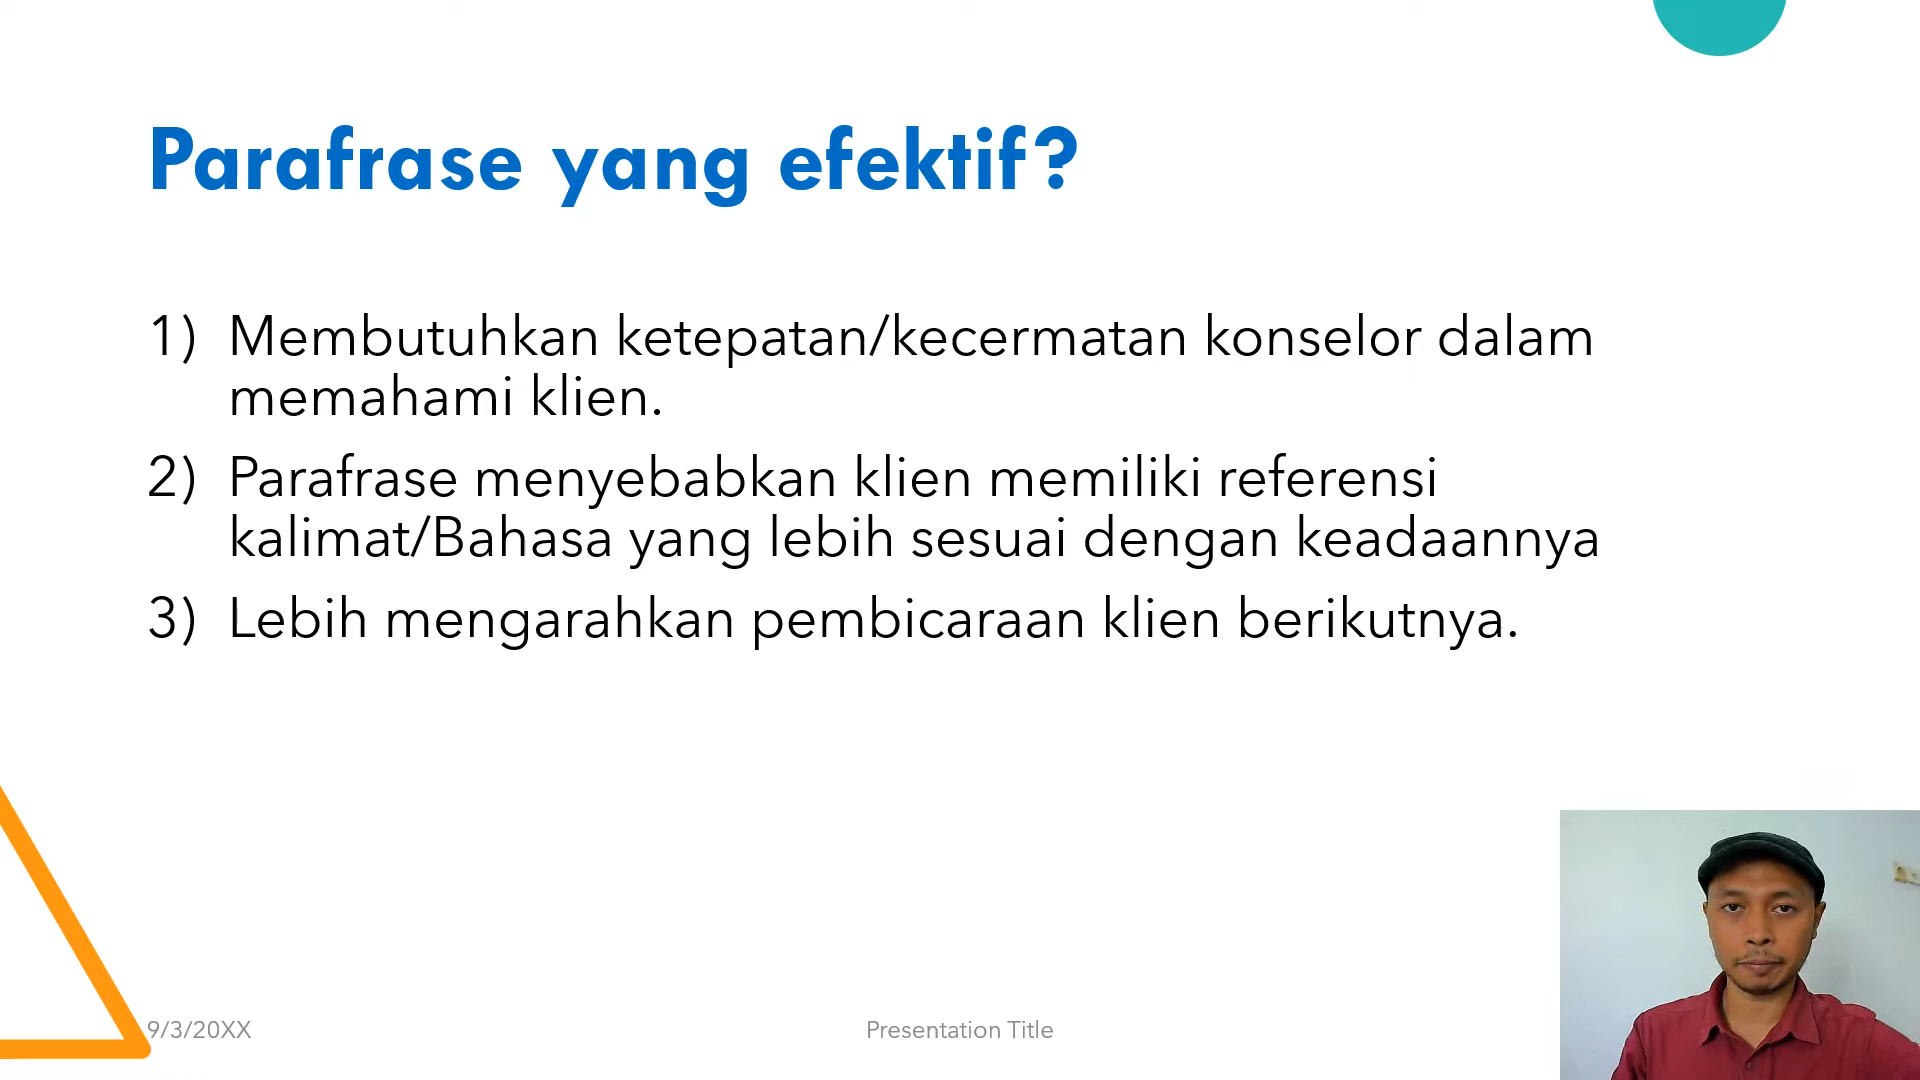 Parafrase yang efektif?
1) Membutuhkan ketepatan/kecermatan konselor dalam
memahami klien.
2) Parafrase menyebabkan klien memiliki referensi
kalimat/Bahasa yang lebih sesuai dengan keadaannya
3) Lebih mengarahkan pembicaraan klien berikutnya.
9/3/20XX
Presentation Title